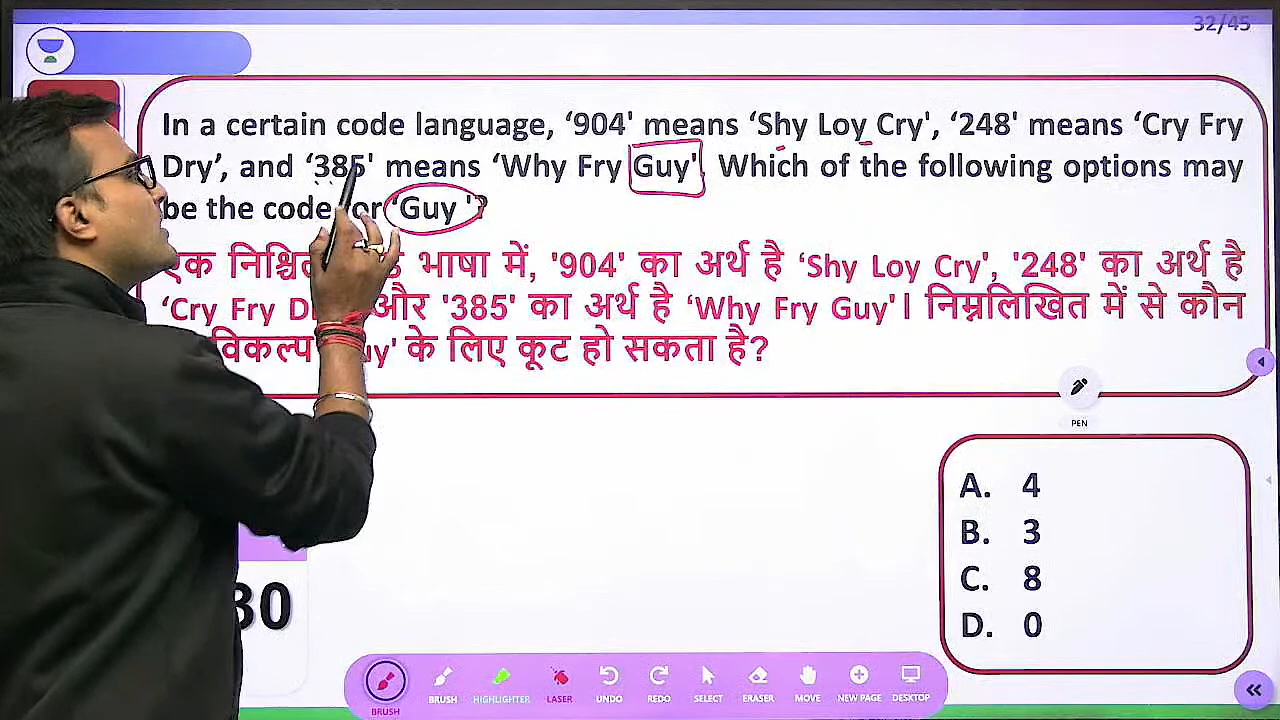 32/45
In a certain code language, ‘904' means ‘Shy Loy Cry', ‘248' means ‘Cry Fry
Dry’, and ‘385' means ‘Why Fry Guy'. Which of the following options may
be the code for ‘Guy '?
एक निश्चित भाषा में, '904' का अर्थ है ‘Shy Loy Cry', '248' का अर्थ है
‘Cry Fry और '385' का अर्थ है ‘Why Fry Guy'। निम्नलिखित में से कौन
विकल्प के लिए कूट हो सकता है?
PEN
A. 4
B. 3
C. 8
D. 0
30
BRUSH BRUSH HIGHLIGHTER LASER UNDO REDO SELECT ERASER MOVE NEW PAGE DESKTOP